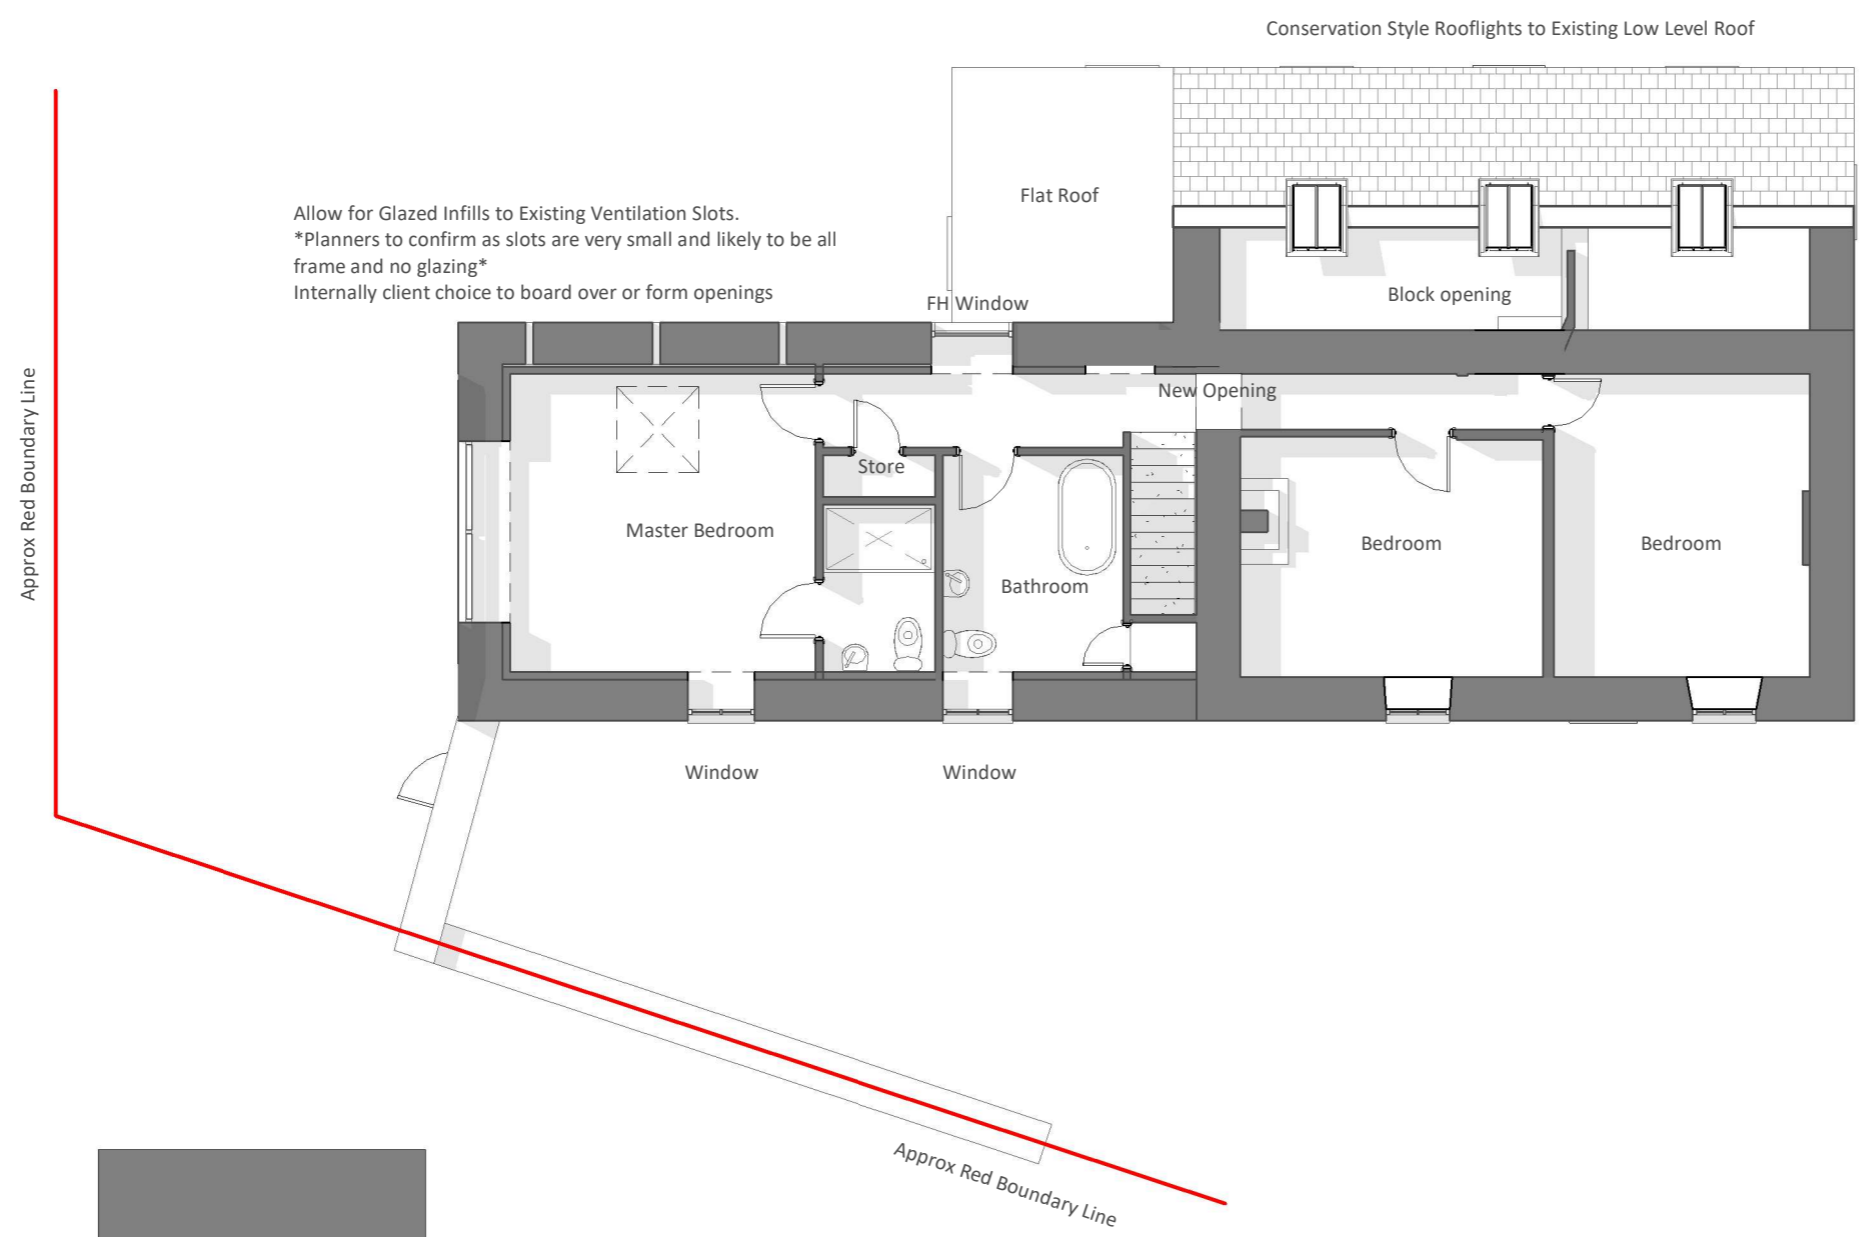 Conservation Style Rooflights to Existing Low Level Roof
Flat Roof
Allow for Glazed Infills to Existing Ventilation Slots.
*Planners to confirm as slots are very small and likely to be all
frame and no glazing*
Internally client choice to board over or form openings
FH Window
Block opening
New Opening
Approx Red Boundary Line
Store
Master Bedroom
Bathroom
Bedroom
Bedroom
Window
Window
Approx Red Boundary Line